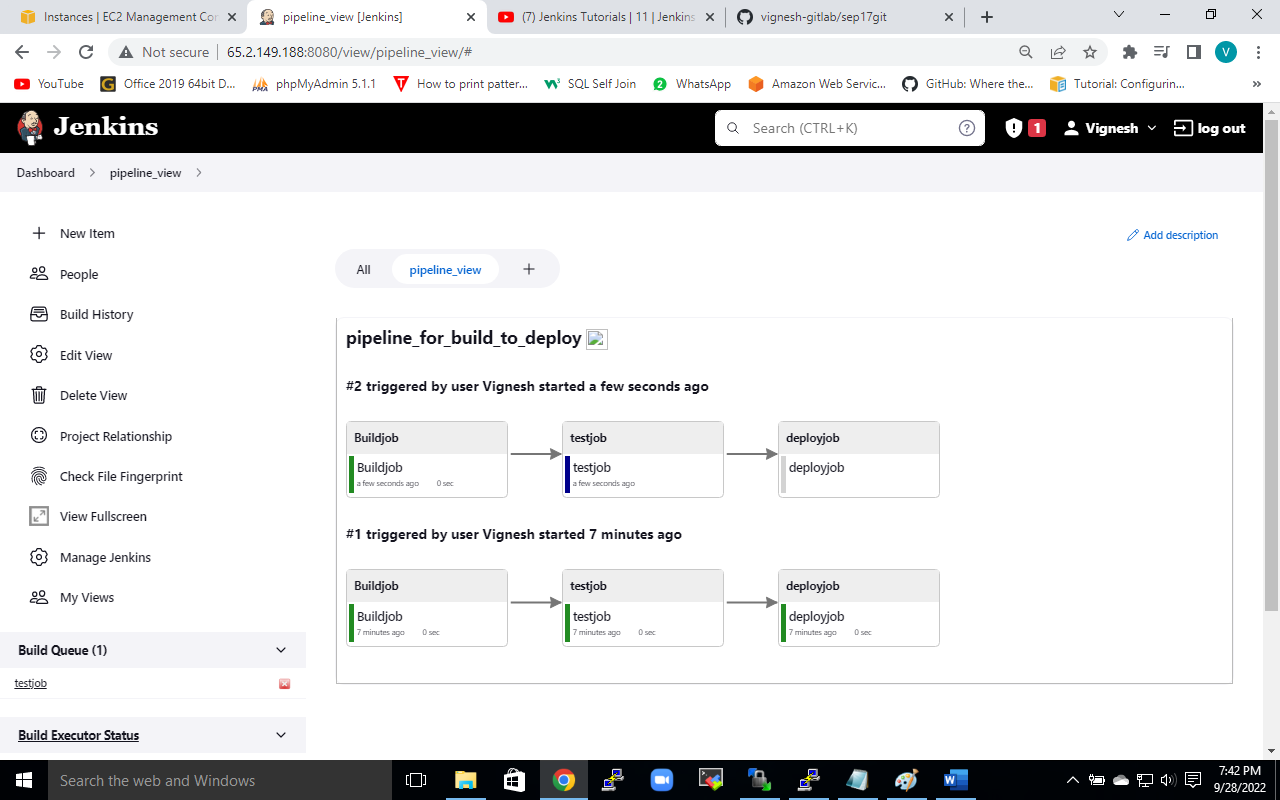 Instances | EC2 Management Con
pipeline_view [Jenkins]
(7) Jenkins Tutorials | 11 | Jenkins
vignesh-gitlab/sep17git
Not secure
65.2.149.188:8080/view/pipeline_view/#
V
YouTube
Office 2019 64bit D...
phpMyAdmin 5.1.1
How to print patter...
SQL Self Join
2
WhatsApp
Amazon Web Servic...
GitHub: Where the...
Tutorial: Configurin...
»
Jenkins
Search (CTRL+K)
?
1
Vignesh
log out
Dashboard
pipeline_view
New Item
People
Build History
Edit View
Delete View
Project Relationship
Check File Fingerprint
View Fullscreen
Manage Jenkins
My Views
Build Queue (1)
testjob
Build Executor Status
Add description
All
pipeline_view
+
pipeline_for_build_to_deploy
#2 triggered by user Vignesh started a few seconds ago
Buildjob
Buildjob
a few seconds ago 0 sec
testjob
testjob
a few seconds ago
deployjob
deployjob
#1 triggered by user Vignesh started 7 minutes ago
Buildjob
Buildjob
7 minutes ago 0 sec
testjob
testjob
7 minutes ago 0 sec
deployjob
deployjob
7 minutes ago 0 sec
Search the web and Windows
7:42 PM
9/28/2022